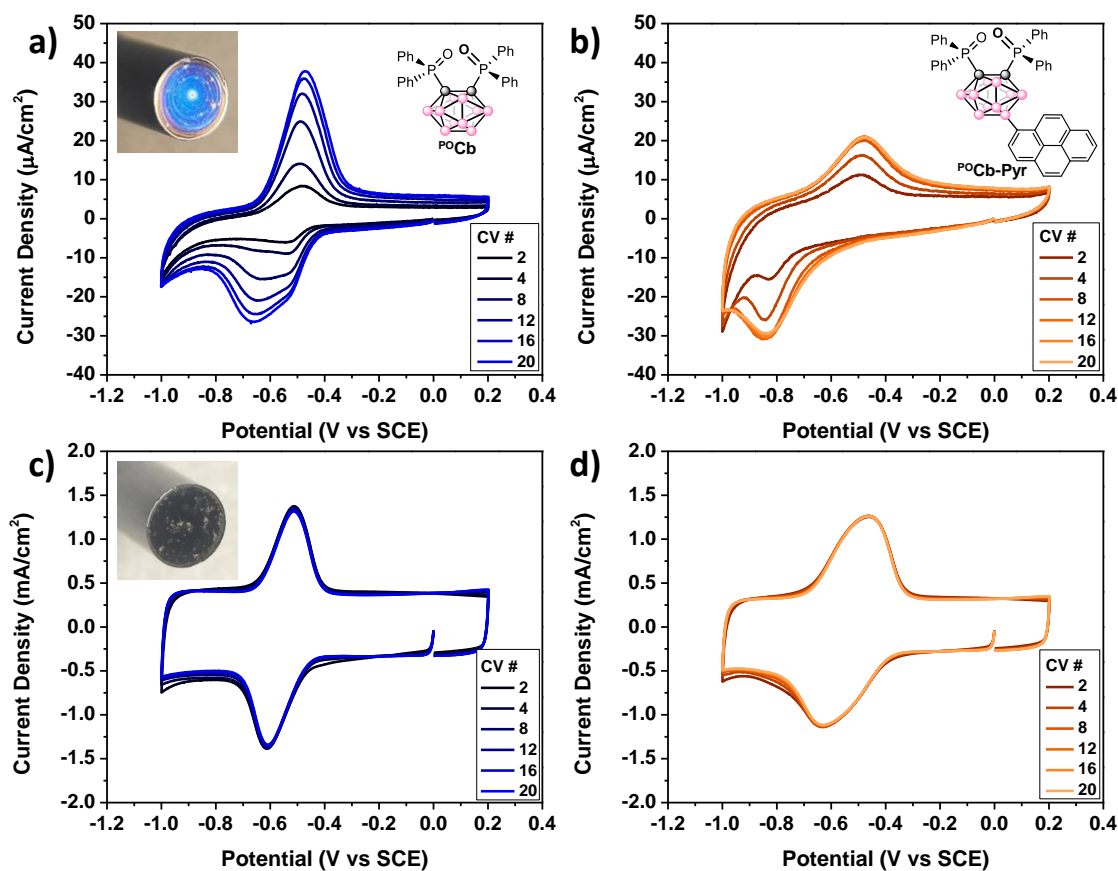 a)
Current Density (µA/cm²)
50
40
30
20
10
0
-10
-20
-30
-40
-1.2 -1.0 -0.8 -0.6 -0.4 -0.2 0.0 0.2 0.4
Potential (V vs SCE)
Ph O O Ph
P P
Ph Ph
POCb
CV #
2
4
8
12
16
20
b)
Current Density (µA/cm²)
50
40
30
20
10
0
-10
-20
-30
-40
-1.2 -1.0 -0.8 -0.6 -0.4 -0.2 0.0 0.2 0.4
Potential (V vs SCE)
Ph O O Ph
P P
Ph Ph
POCb-Pyr
CV #
2
4
8
12
16
20
c)
Current Density (mA/cm²)
2.0
1.5
1.0
0.5
0.0
-0.5
-1.0
-1.5
-2.0
-1.2 -1.0 -0.8 -0.6 -0.4 -0.2 0.0 0.2 0.4
Potential (V vs SCE)
CV #
2
4
8
12
16
20
d)
Current Density (mA/cm²)
2.0
1.5
1.0
0.5
0.0
-0.5
-1.0
-1.5
-2.0
-1.2 -1.0 -0.8 -0.6 -0.4 -0.2 0.0 0.2 0.4
Potential (V vs SCE)
CV #
2
4
8
12
16
20